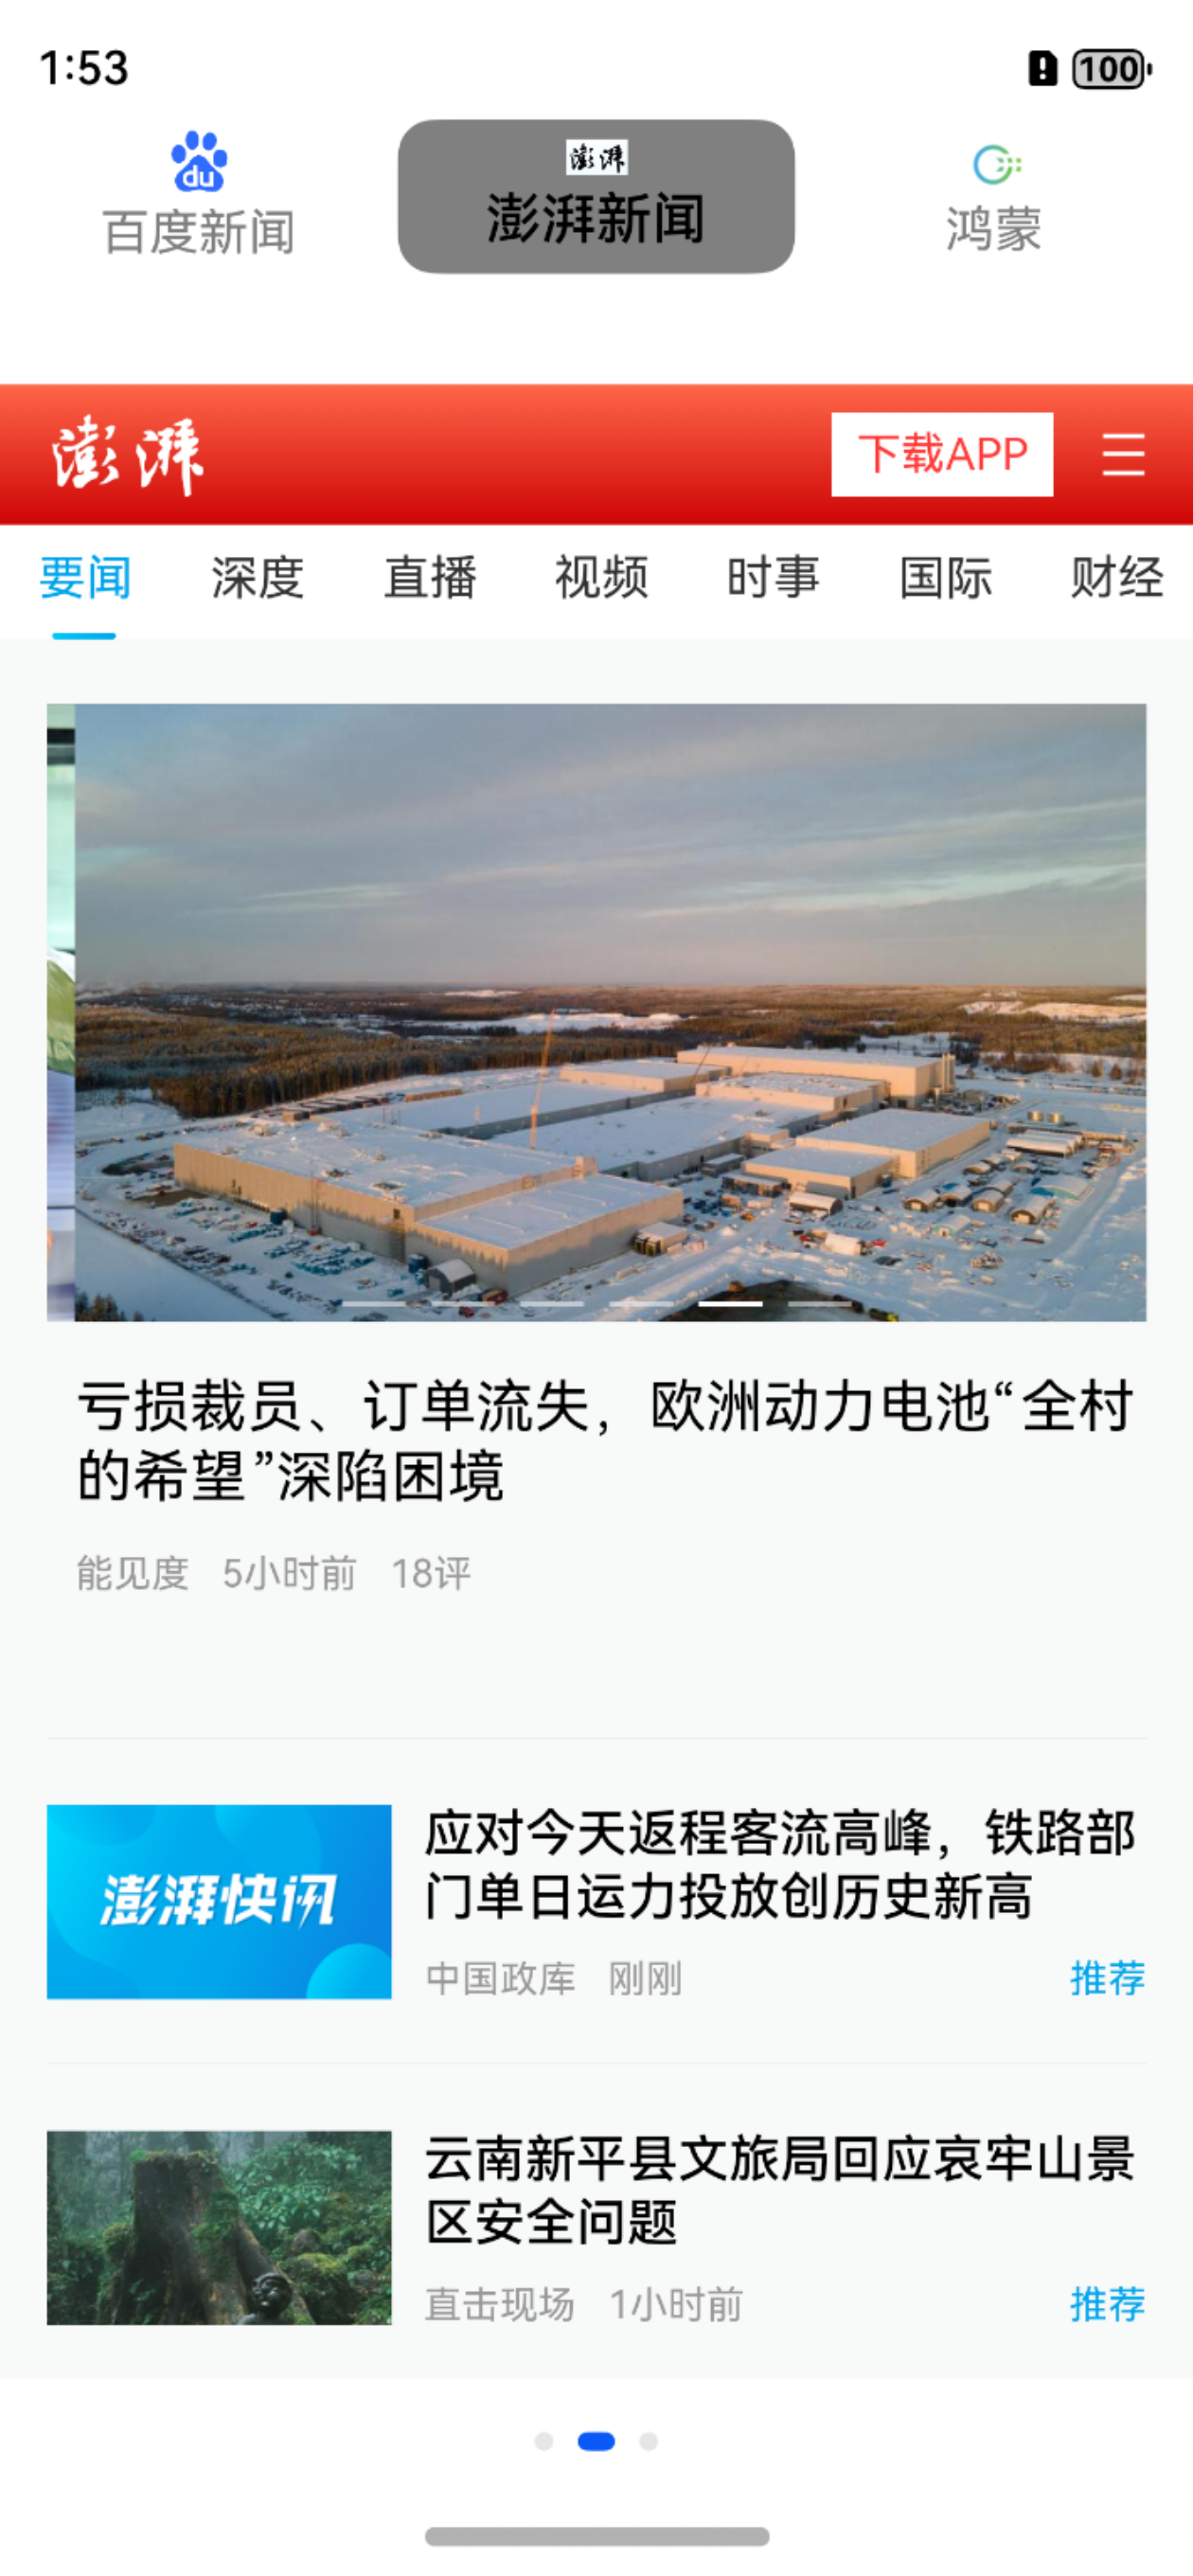 1:53
100
du
百度新闻
澎湃
澎湃新闻
鸿蒙
澎湃
下载APP
要闻 深度 直播 视频 时事 国际 财经
亏损裁员、订单流失，欧洲动力电池“全村
的希望”深陷困境
能见度 5小时前 18评
澎湃快讯
应对今天返程客流高峰，铁路部
门单日运力投放创历史新高
中国政库 刚刚 推荐
云南新平县文旅局回应哀牢山景
区安全问题
直击现场 1小时前 推荐